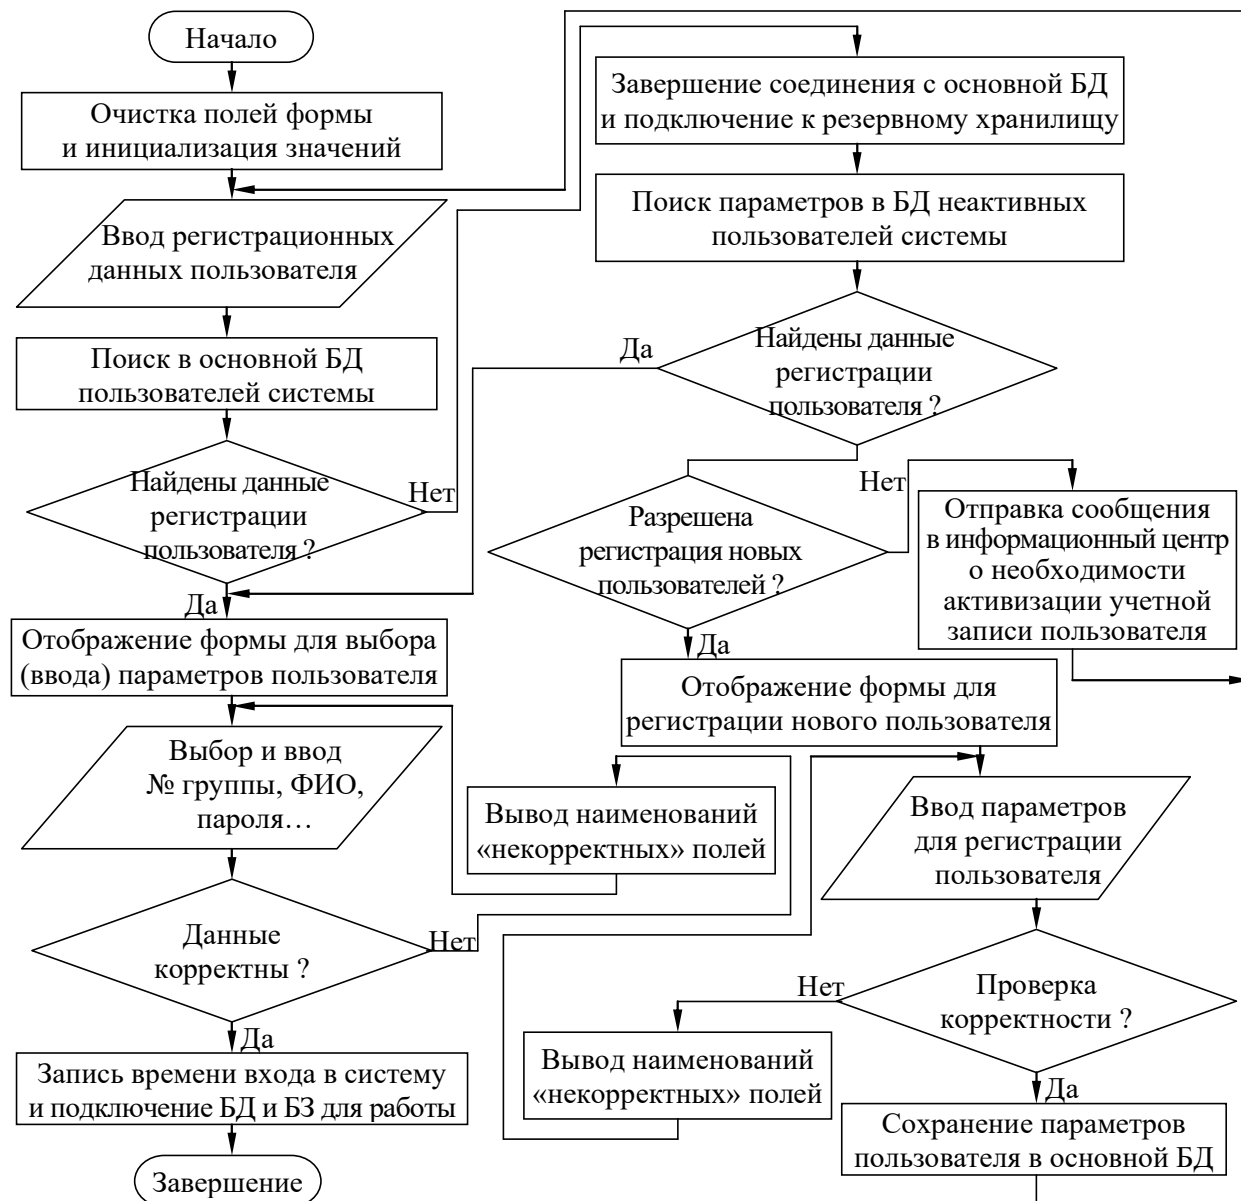 Начало
Очистка полей формы
и инициализация значений
Ввод регистрационных
данных пользователя
Поиск в основной БД
пользователей системы
Найдены данные
регистрации
пользователя ?
Нет
Да
Отображение формы для выбора
(ввода) параметров пользователя
Выбор и ввод
№ группы, ФИО,
пароля…
Данные
корректны ?
Нет
Да
Запись времени входа в систему
и подключение БД и БЗ для работы
Завершение
Завершение соединения с основной БД
и подключение к резервному хранилищу
Поиск параметров в БД неактивных
пользователей системы
Найдены данные
регистрации
пользователя ?
Да
Разрешена
регистрация новых
пользователей ?
Нет
Отправка сообщения
в информационный центр
о необходимости
активизации учетной
записи пользователя
Да
Отображение формы для
регистрации нового пользователя
Вывод наименований
«некорректных» полей
Ввод параметров
для регистрации
пользователя
Проверка
корректности ?
Нет
Вывод наименований
«некорректных» полей
Да
Сохранение параметров
пользователя в основной БД